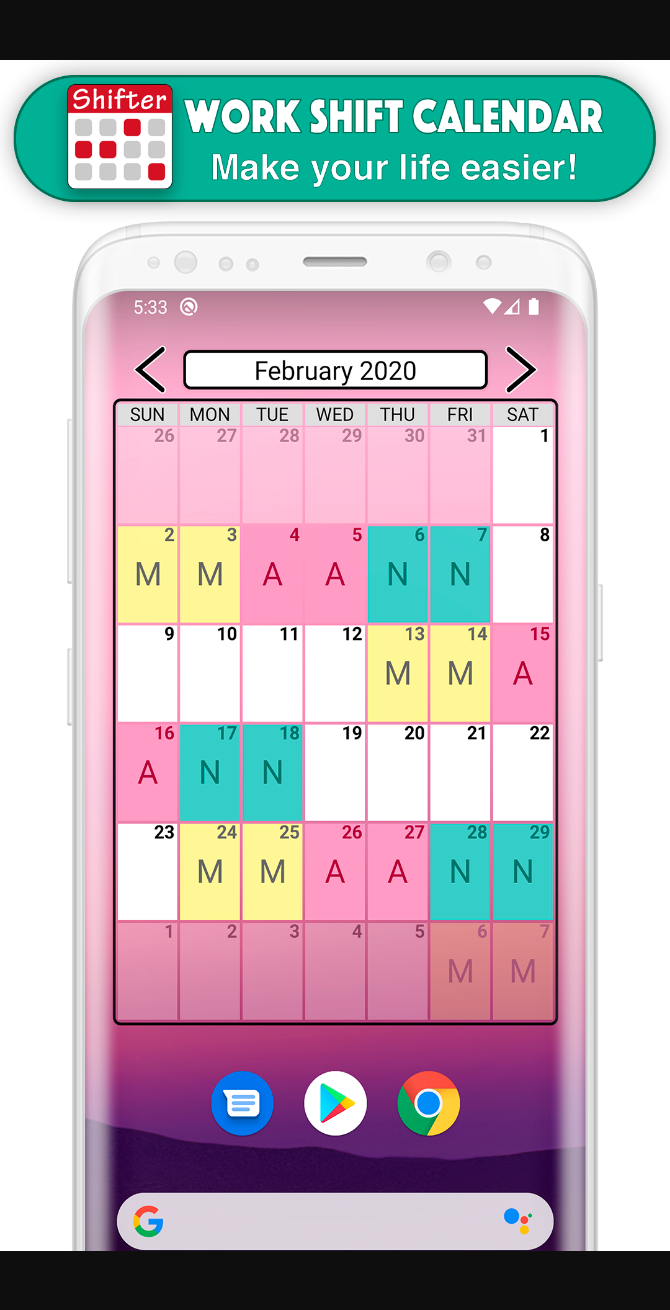 Shifter
WORK SHIFT CALENDAR
Make your life easier!
5:33
February 2020
SUN MON TUE WED THU FRI SAT
26 27 28 29 30 31 1
2 3 4 5 6 7 8
M M A A N N
9 10 11 12 13 14 15
M M A
16 17 18 19 20 21 22
A N N
23 24 25 26 27 28 29
M M A A N N
1 2 3 4 5 6 7
M M